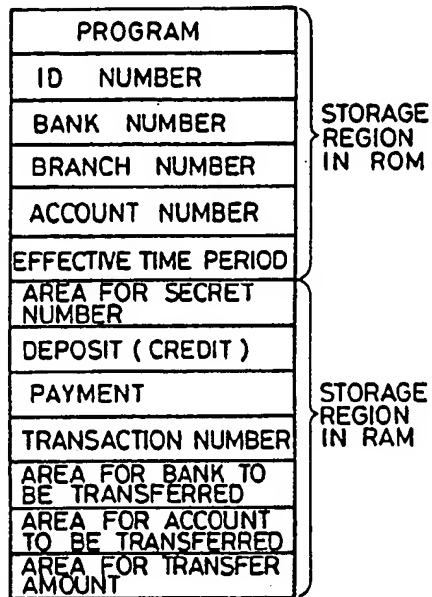 PROGRAM
ID NUMBER
BANK NUMBER
BRANCH NUMBER
ACCOUNT NUMBER
EFFECTIVE TIME PERIOD
STORAGE
REGION
IN ROM
AREA FOR SECRET
NUMBER
DEPOSIT ( CREDIT )
PAYMENT
TRANSACTION NUMBER
AREA FOR BANK TO
BE TRANSFERRED
AREA FOR ACCOUNT
TO BE TRANSFERRED
AREA FOR TRANSFER
AMOUNT
STORAGE
REGION
IN RAM